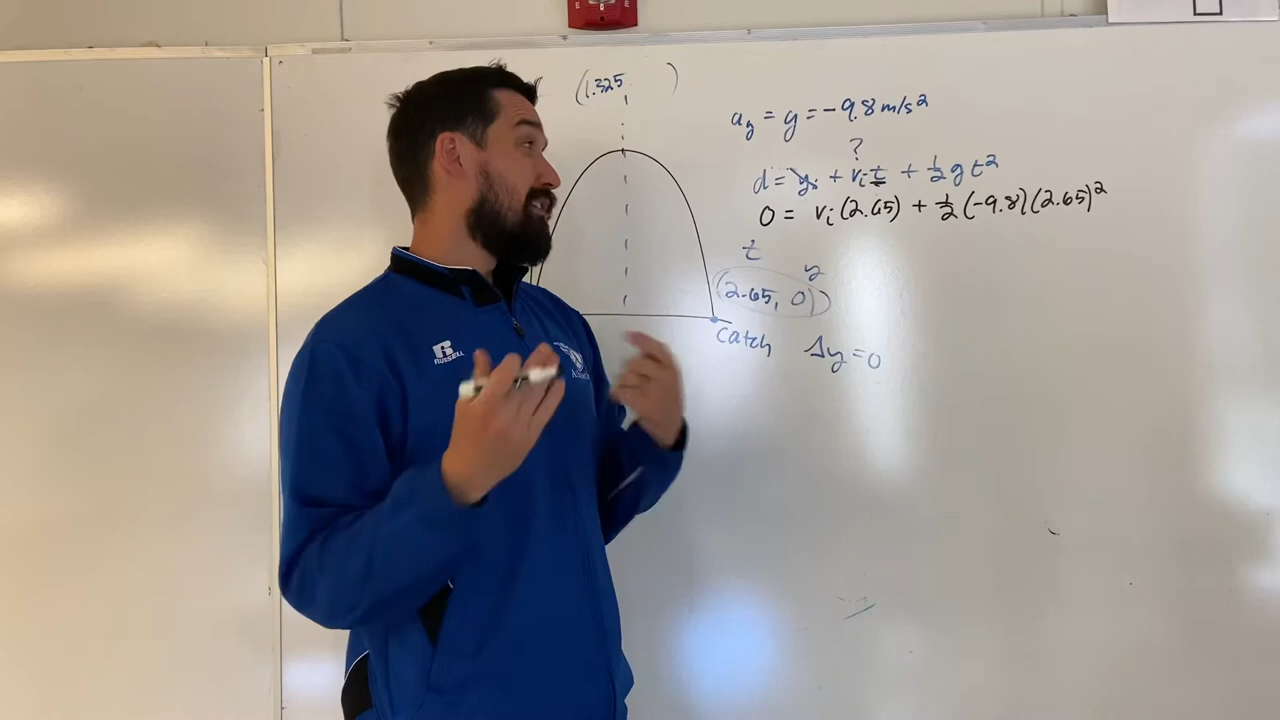 (1.325 )
a_y = g = -9.8 m/s²
?
d = y_i + v_i t + ½ g t²
0 = v_i (2.65) + ½ (-9.8)(2.65)²
t y
(2.65, 0)
catch Δy = 0
R
RUSSELL
E E